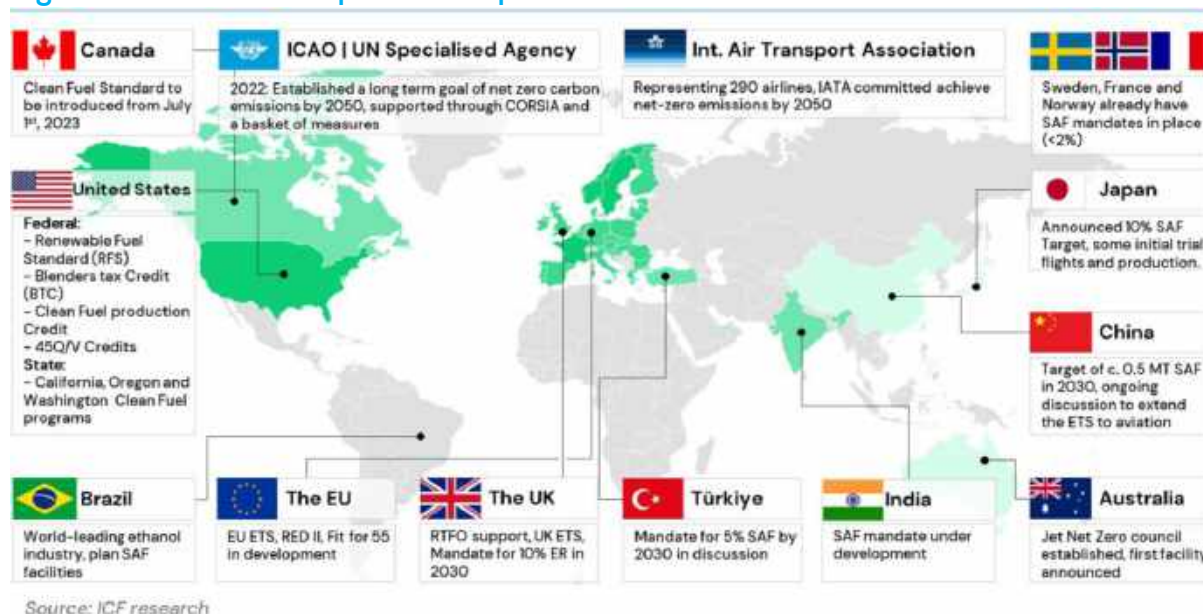 Canada
Clean Fuel Standard to
be introduced from July
1st, 2023
ICAO | UN Specialised Agency
2022: Established a long term goal of net zero carbon
emissions by 2050, supported through CORSIA and
a basket of measures
Int. Air Transport Association
Representing 290 airlines, IATA committed achieve
net-zero emissions by 2050
Sweden, France and
Norway already have
SAF mandates in place
(<2%)
United States
Federal:
- Renewable Fuel
Standard (RFS)
- Blenders tax Credit
(BTC)
- Clean Fuel production
Credit
- 45Q/V Credits
State:
- California, Oregon and
Washington Clean Fuel
programs
Japan
Announced 10% SAF
Target, some initial trial
flights and production.
China
Target of c. 0.5 MT SAF
in 2030, ongoing
discussion to extend
the ETS to aviation
Brazil
World-leading ethanol
industry, plan SAF
facilities
The EU
EU ETS, RED II, Fit for 55
in development
The UK
RTFO support, UK ETS,
Mandate for 10% ER in
2030
Türkiye
Mandate for 5% SAF by
2030 in discussion
India
SAF mandate under
development
Australia
Jet Net Zero council
established, first facility
announced
Source: ICF research